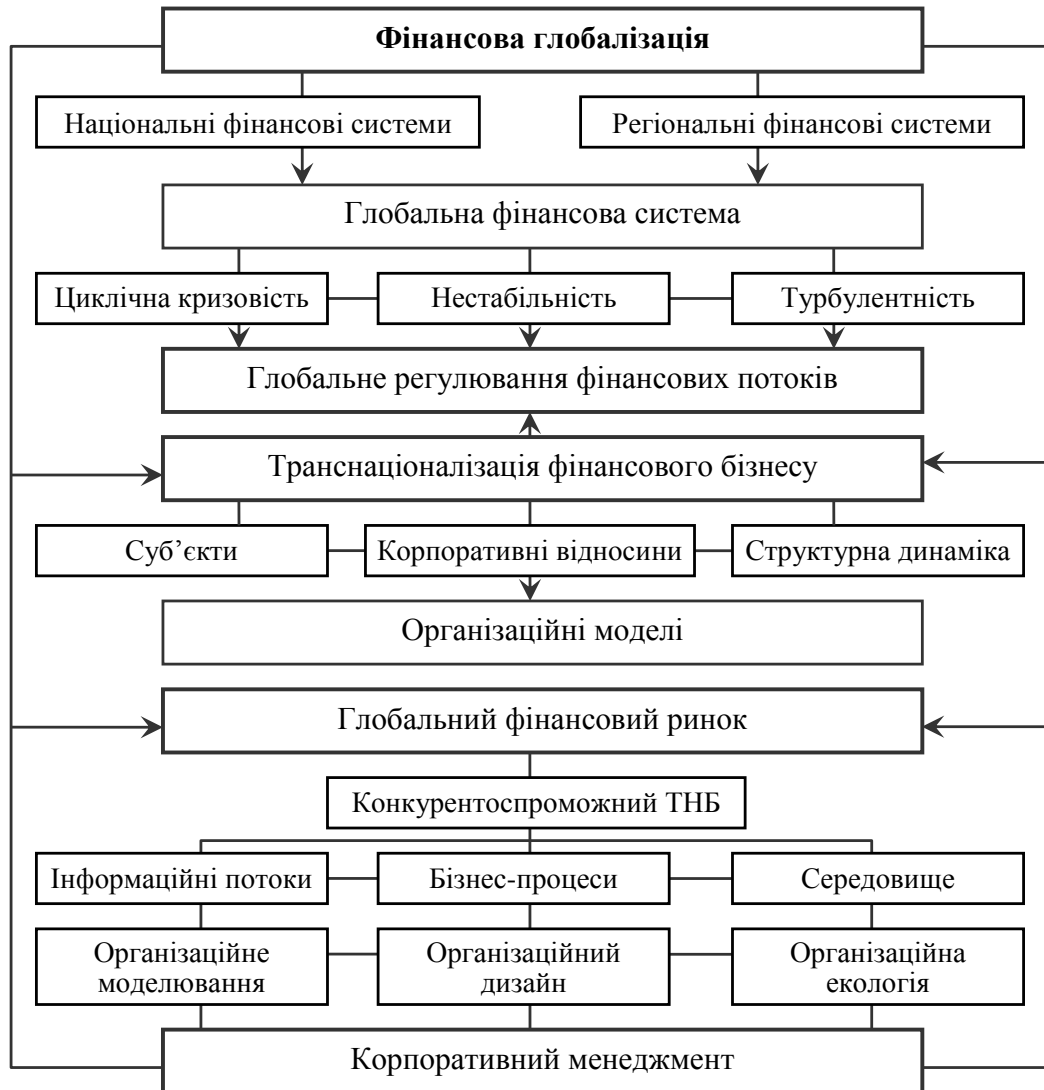 Фінансова глобалізація
Національні фінансові системи
Регіональні фінансові системи
Глобальна фінансова система
Циклічна кризовість
Нестабільність
Турбулентність
Глобальне регулювання фінансових потоків
Транснаціоналізація фінансового бізнесу
Суб’єкти
Корпоративні відносини
Структурна динаміка
Організаційні моделі
Глобальний фінансовий ринок
Конкурентоспроможний ТНБ
Інформаційні потоки
Бізнес-процеси
Середовище
Організаційне
моделювання
Організаційний
дизайн
Організаційна
екологія
Корпоративний менеджмент